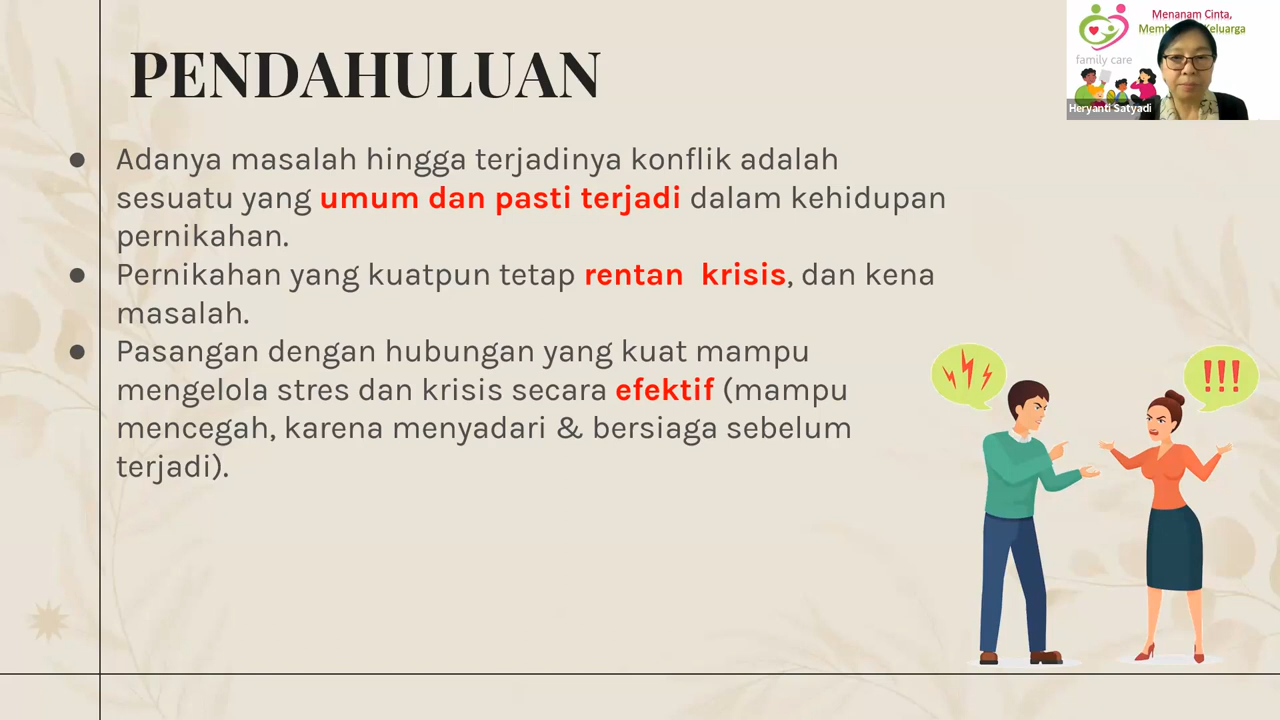 PENDAHULUAN
Menanam Cinta,
Keluarga
family care
Heryanti Satyadi
● Adanya masalah hingga terjadinya konflik adalah
sesuatu yang umum dan pasti terjadi dalam kehidupan
pernikahan.
● Pernikahan yang kuatpun tetap rentan  krisis, dan kena
masalah.
● Pasangan dengan hubungan yang kuat mampu
mengelola stres dan krisis secara efektif (mampu
mencegah, karena menyadari & bersiaga sebelum
terjadi).
!!!